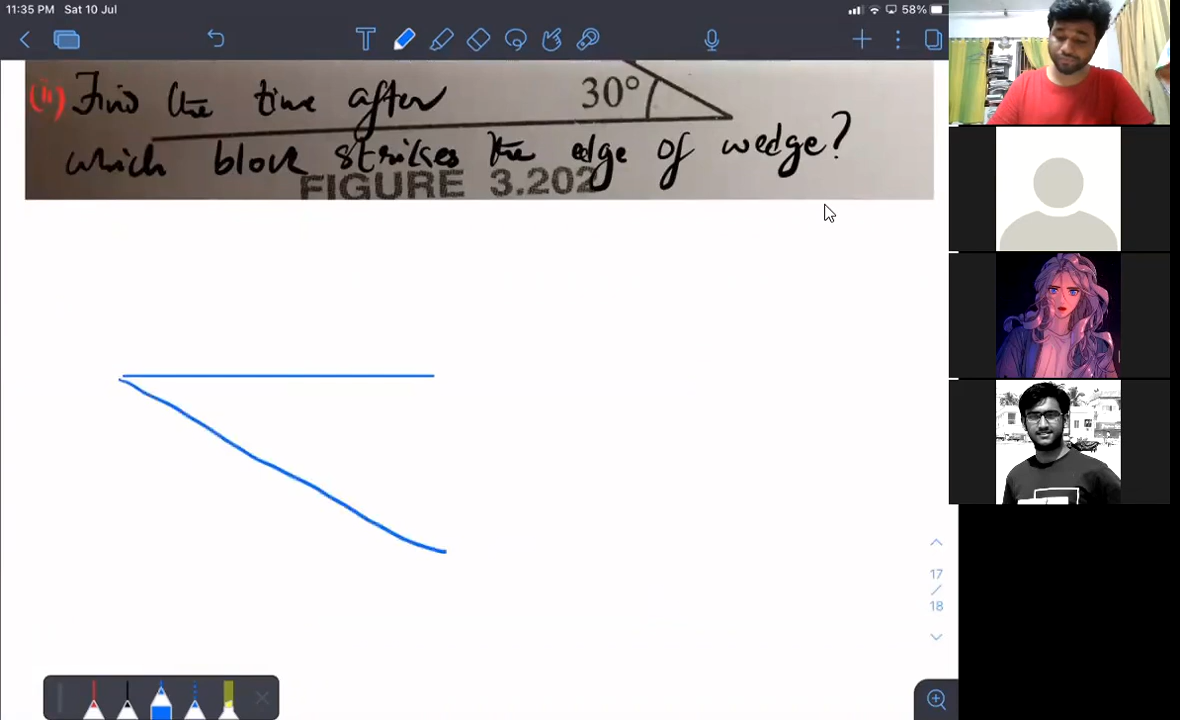 11:35 PM Sat 10 Jul
58%
T
(ii) Find the time after
30°
which block strikes the edge of wedge?
FIGURE 3.202
17
/
18